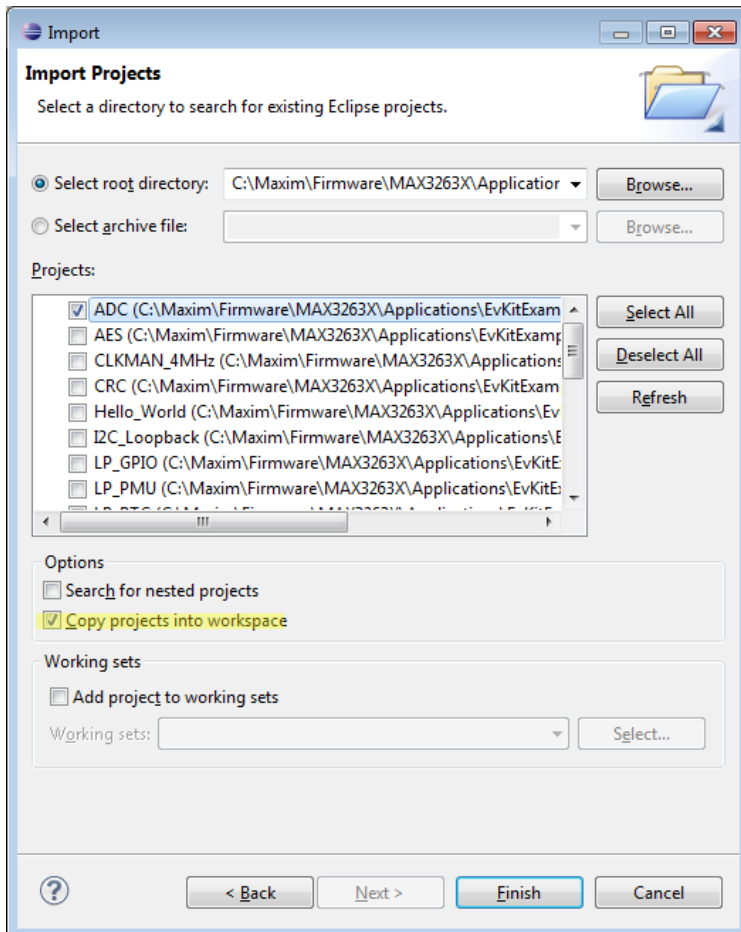 Import
Import Projects
Select a directory to search for existing Eclipse projects.
Select root directory: C:\Maxim\Firmware\MAX3263X\Applicatior Browse...
Select archive file: Browse...
Projects:
ADC (C:\Maxim\Firmware\MAX3263X\Applications\EvKitExam
AES (C:\Maxim\Firmware\MAX3263X\Applications\EvKitExamp
CLKMAN_4MHz (C:\Maxim\Firmware\MAX3263X\Applications
CRC (C:\Maxim\Firmware\MAX3263X\Applications\EvKitExam
Hello_World (C:\Maxim\Firmware\MAX3263X\Applications\Ev
I2C_Loopback (C:\Maxim\Firmware\MAX3263X\Applications\E
LP_GPIO (C:\Maxim\Firmware\MAX3263X\Applications\EvKitE
LP_PMU (C:\Maxim\Firmware\MAX3263X\Applications\EvKitE
Select All
Deselect All
Refresh
Options
Search for nested projects
Copy projects into workspace
Working sets
Add project to working sets
Working sets: Select...
? < Back Next > Finish Cancel